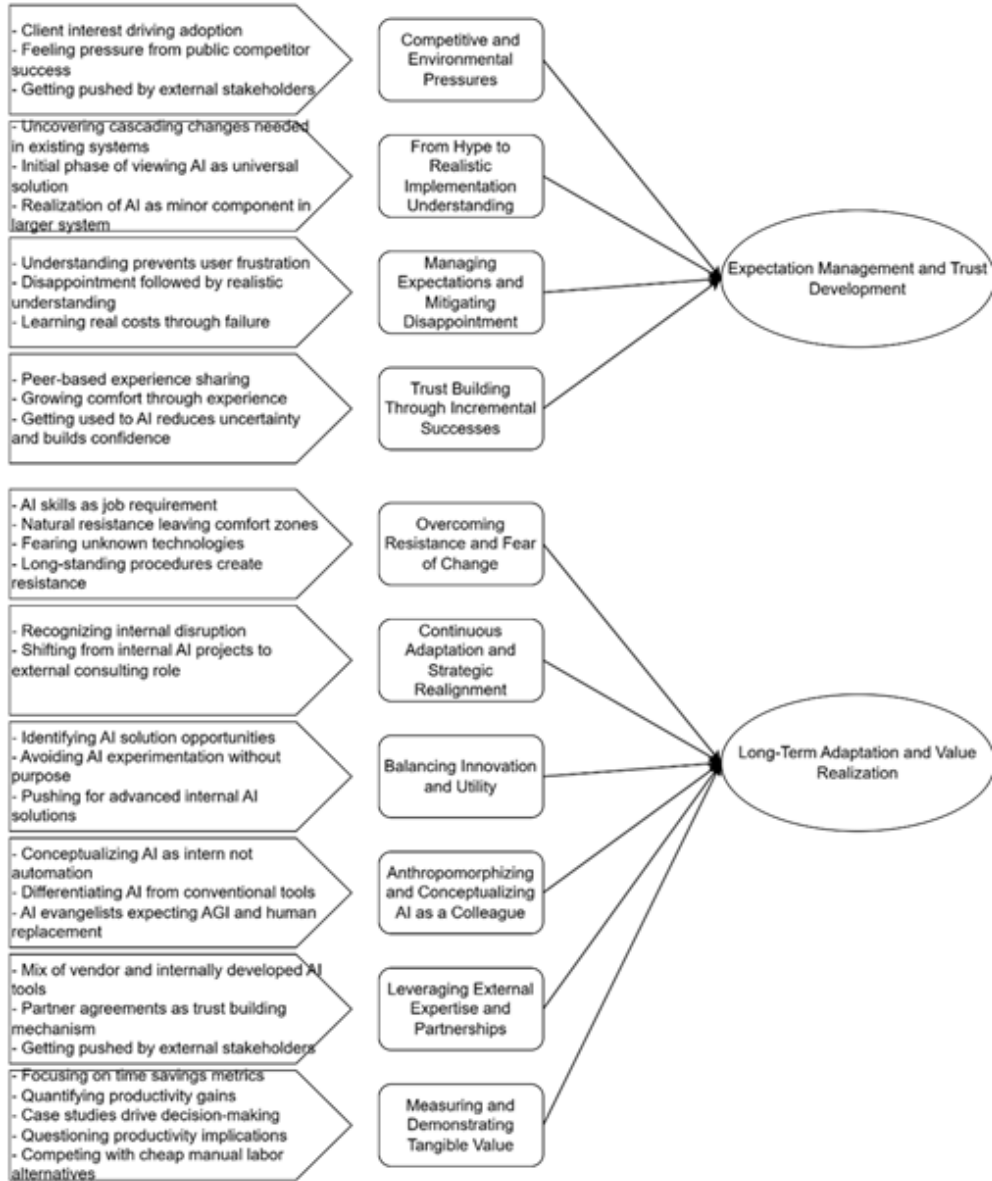 - Client interest driving adoption
- Feeling pressure from public competitor
success
- Getting pushed by external stakeholders
Competitive and
Environmental
Pressures
- Uncovering cascading changes needed
in existing systems
- Initial phase of viewing AI as universal
solution
- Realization of AI as minor component in
larger system
From Hype to
Realistic
Implementation
Understanding
- Understanding prevents user frustration
- Disappointment followed by realistic
understanding
- Learning real costs through failure
Managing
Expectations and
Mitigating
Disappointment
- Peer-based experience sharing
- Growing comfort through experience
- Getting used to AI reduces uncertainty
and builds confidence
Trust Building
Through Incremental
Successes
Expectation Management and Trust
Development
- AI skills as job requirement
- Natural resistance leaving comfort zones
- Fearing unknown technologies
- Long-standing procedures create
resistance
Overcoming
Resistance and Fear
of Change
- Recognizing internal disruption
- Shifting from internal AI projects to
external consulting role
Continuous
Adaptation and
Strategic
Realignment
- Identifying AI solution opportunities
- Avoiding AI experimentation without
purpose
- Pushing for advanced internal AI
solutions
Balancing Innovation
and Utility
- Conceptualizing AI as intern not
automation
- Differentiating AI from conventional tools
- AI evangelists expecting AGI and human
replacement
Anthropomorphizing
and Conceptualizing
AI as a Colleague
- Mix of vendor and internally developed AI
tools
- Partner agreements as trust building
mechanism
- Getting pushed by external stakeholders
Leveraging External
Expertise and
Partnerships
- Focusing on time savings metrics
- Quantifying productivity gains
- Case studies drive decision-making
- Questioning productivity implications
- Competing with cheap manual labor
alternatives
Measuring and
Demonstrating
Tangible Value
Long-Term Adaptation and Value
Realization